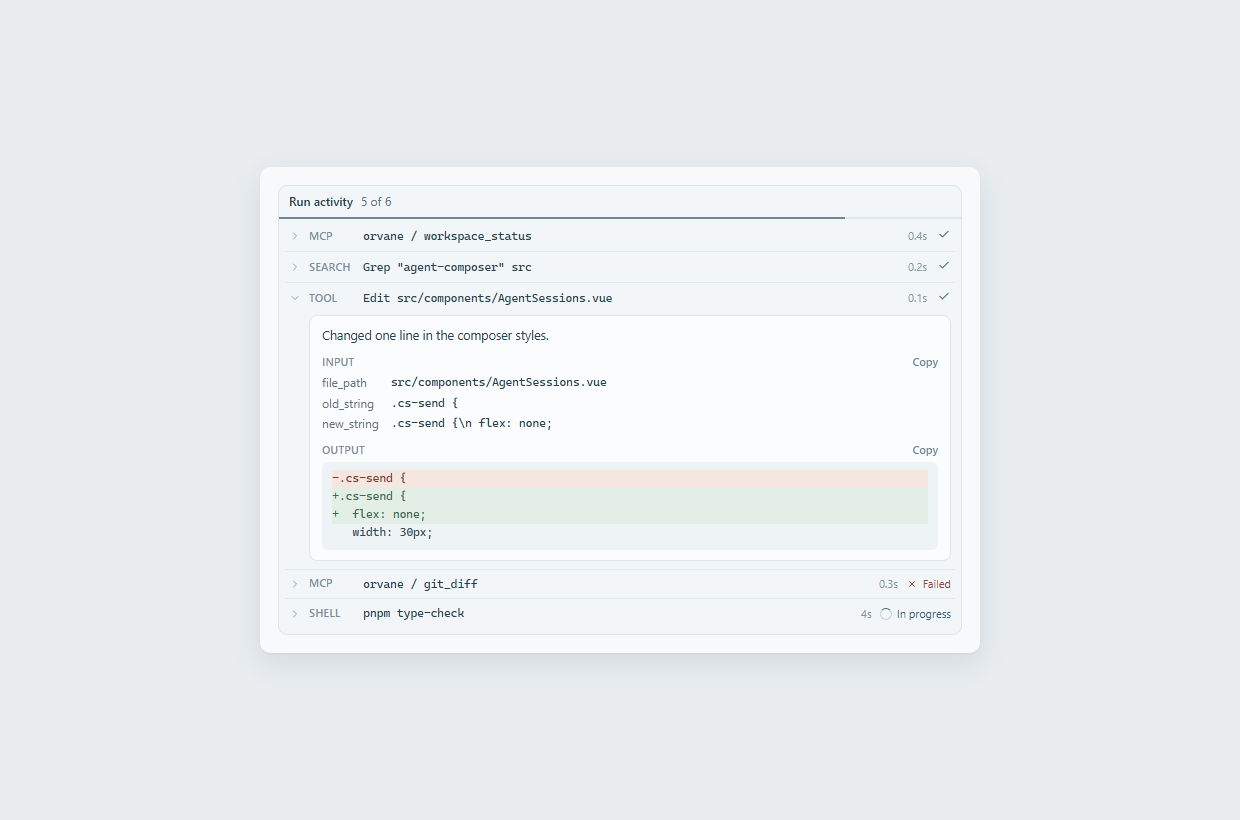 Run activity 5 of 6
MCP orvane / workspace_status 0.4s
SEARCH Grep "agent-composer" src 0.2s
TOOL Edit src/components/AgentSessions.vue 0.1s
Changed one line in the composer styles.
INPUT Copy
file_path src/components/AgentSessions.vue
old_string .cs-send {
new_string .cs-send {\n flex: none;
OUTPUT Copy
-.cs-send {
+.cs-send {
+  flex: none;
   width: 30px;
MCP orvane / git_diff 0.3s × Failed
SHELL pnpm type-check 4s In progress